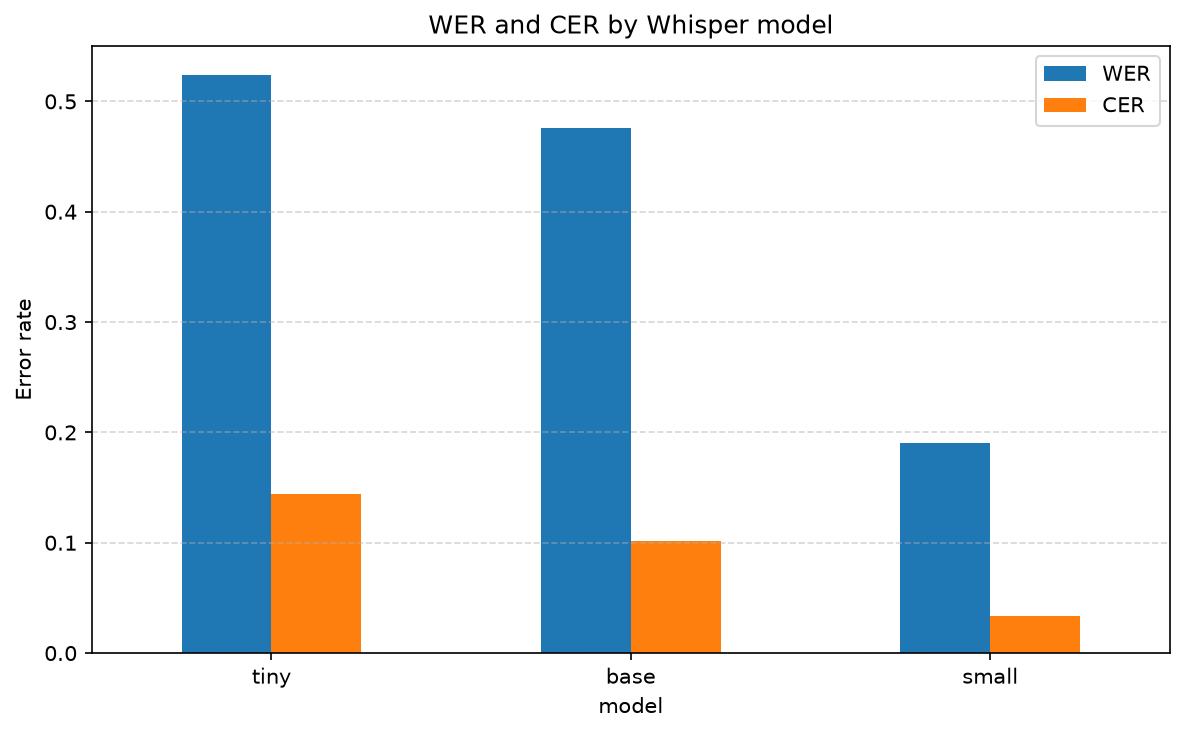 WER and CER by Whisper model
WER
CER
0.5
0.4
0.3
0.2
0.1
0.0
Error rate
tiny base small
model